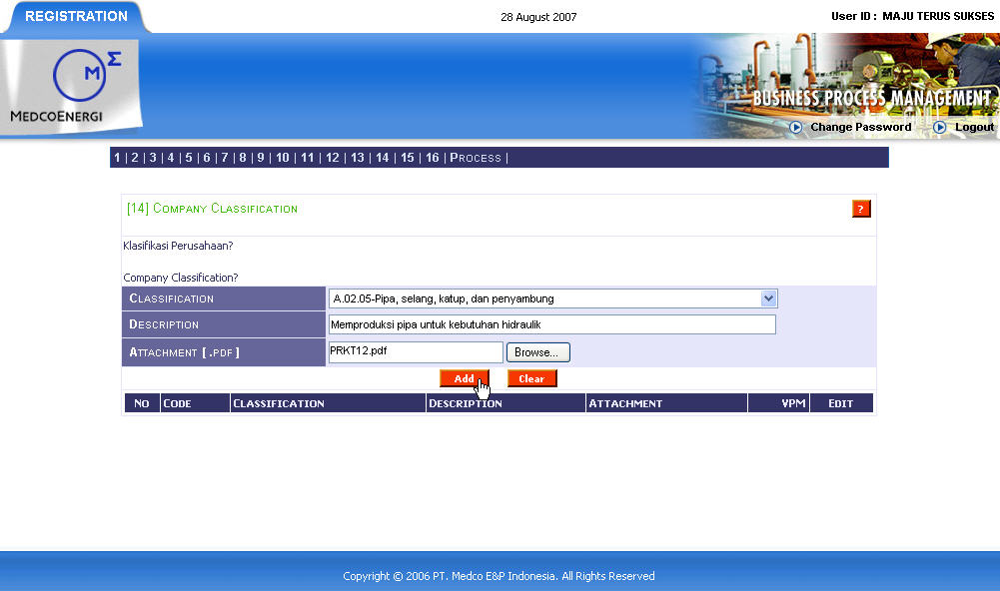 REGISTRATION
28 August 2007
User ID : MAJU TERUS SUKSES
M Σ
MEDCOENERGI
BUSINESS PROCESS MANAGEMENT
Change Password
Logout
1 | 2 | 3 | 4 | 5 | 6 | 7 | 8 | 9 | 10 | 11 | 12 | 13 | 14 | 15 | 16 | PROCESS |
[14] COMPANY CLASSIFICATION
?
Klasifikasi Perusahaan?
Company Classification?
CLASSIFICATION A.02.05-Pipa, selang, katup, dan penyambung
DESCRIPTION Memproduksi pipa untuk kebutuhan hidraulik
ATTACHMENT [.PDF] PRKT12.pdf Browse...
Add Clear
NO CODE CLASSIFICATION DESCRIPTION ATTACHMENT VPM EDIT
Copyright © 2006 PT. Medco E&P Indonesia. All Rights Reserved